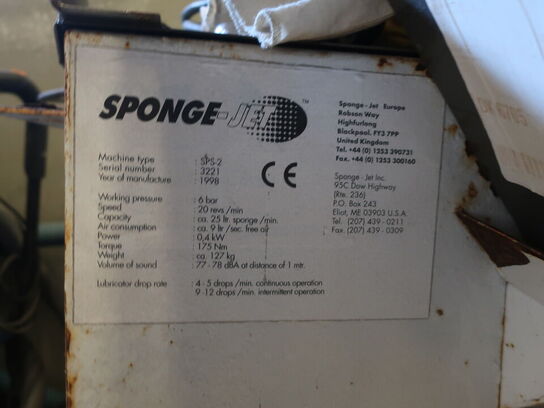 SPONGE-JET™
Sponge - Jet Europe
Robson Way
Highfurlong
Blackpool. FY3 7PP
United Kingdom
Tel. +44 (0) 1253 390731
Fax. +44 (0) 1253 300160
Sponge - Jet Inc.
95C Dow Highway
(Rte. 236)
P.O. Box 243
Eliot, ME 03903 U.S.A.
Tel. (207) 439 - 0211
Fax. (207) 439 - 0309
Machine type : SPS-2
Serial number : 3221
Year of manufacture : 1998
CE
Working pressure : 6 bar
Speed : 20 revs /min
Capacity : ca. 25 ltr. sponge /min.
Air consumption : ca. 9 ltr/ sec. free air
Power : 0,4 kW
Torque : 175 Nm
Weight : ca. 127 kg
Volume of sound : 77 - 78 dBA at distance of 1 mtr.
Lubricator drop rate : 4 - 5 drops /min. continuous operation
9 -12 drops /min. intermittent operation